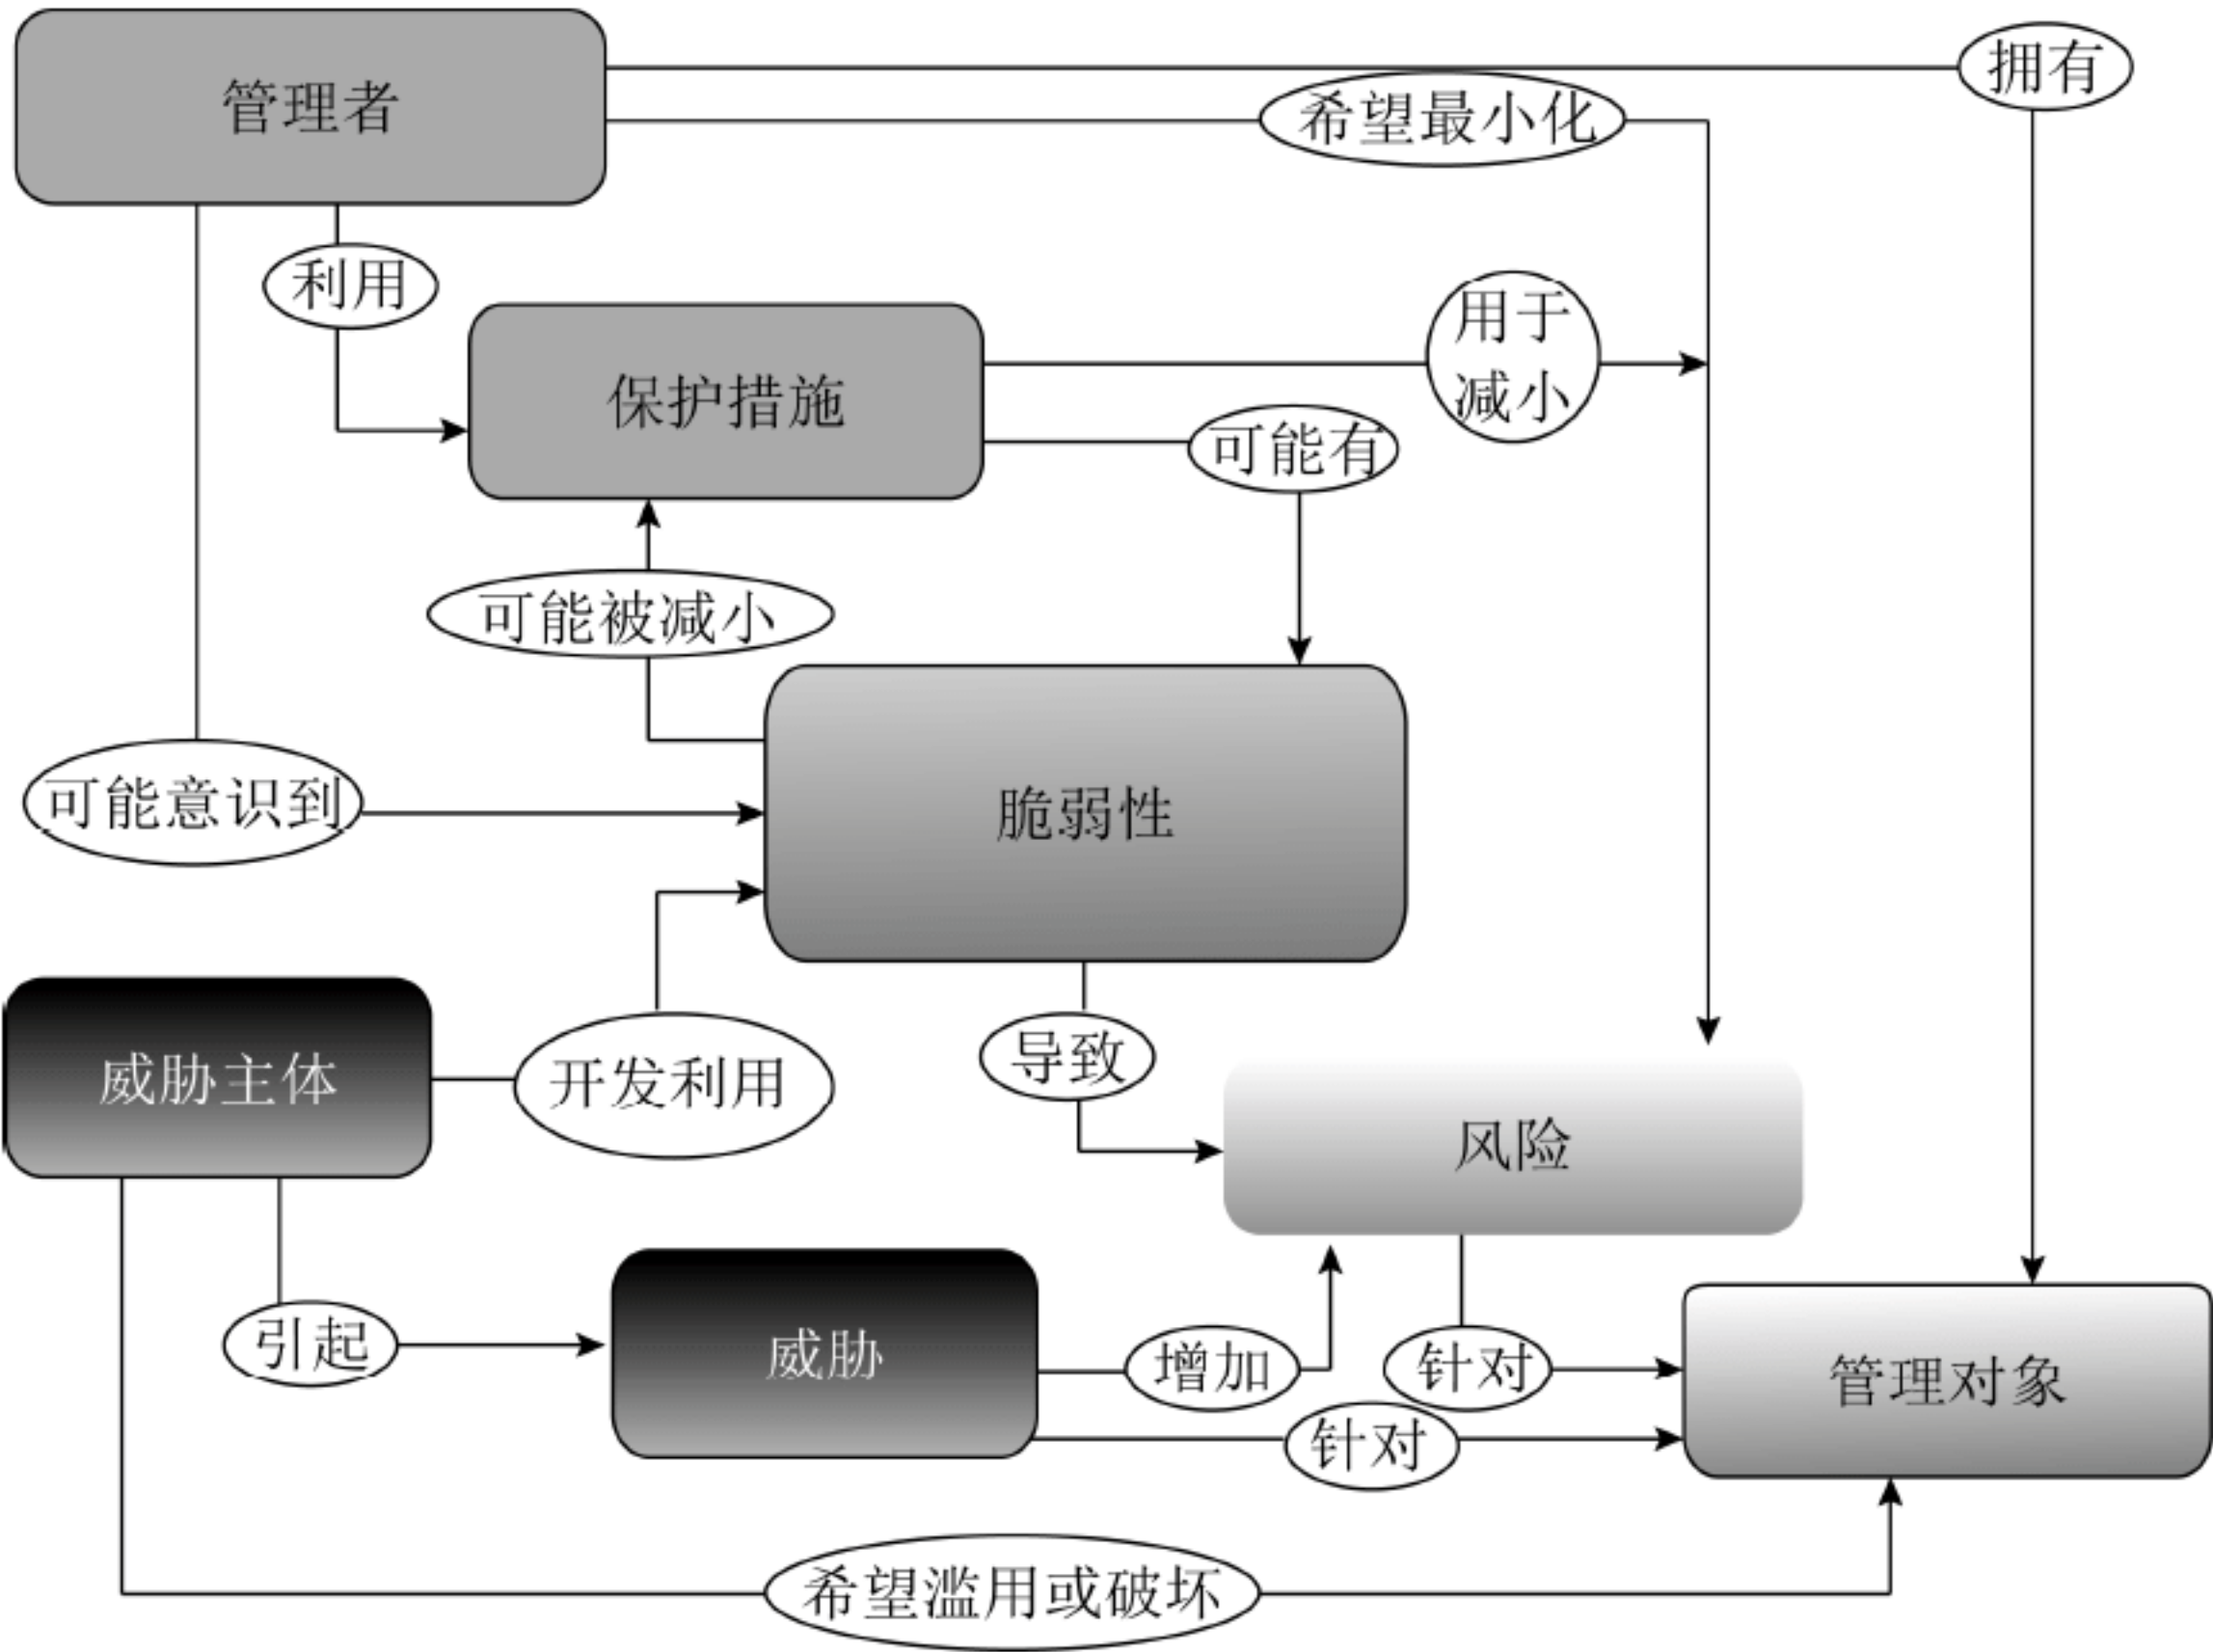 拥有
管理者
希望最小化
利用
用于
减小
保护措施
可能有
可能被减小
可能意识到
脆弱性
导致
威胁主体
开发利用
风险
引起
威胁
增加
针对
管理对象
针对
希望滥用或破坏